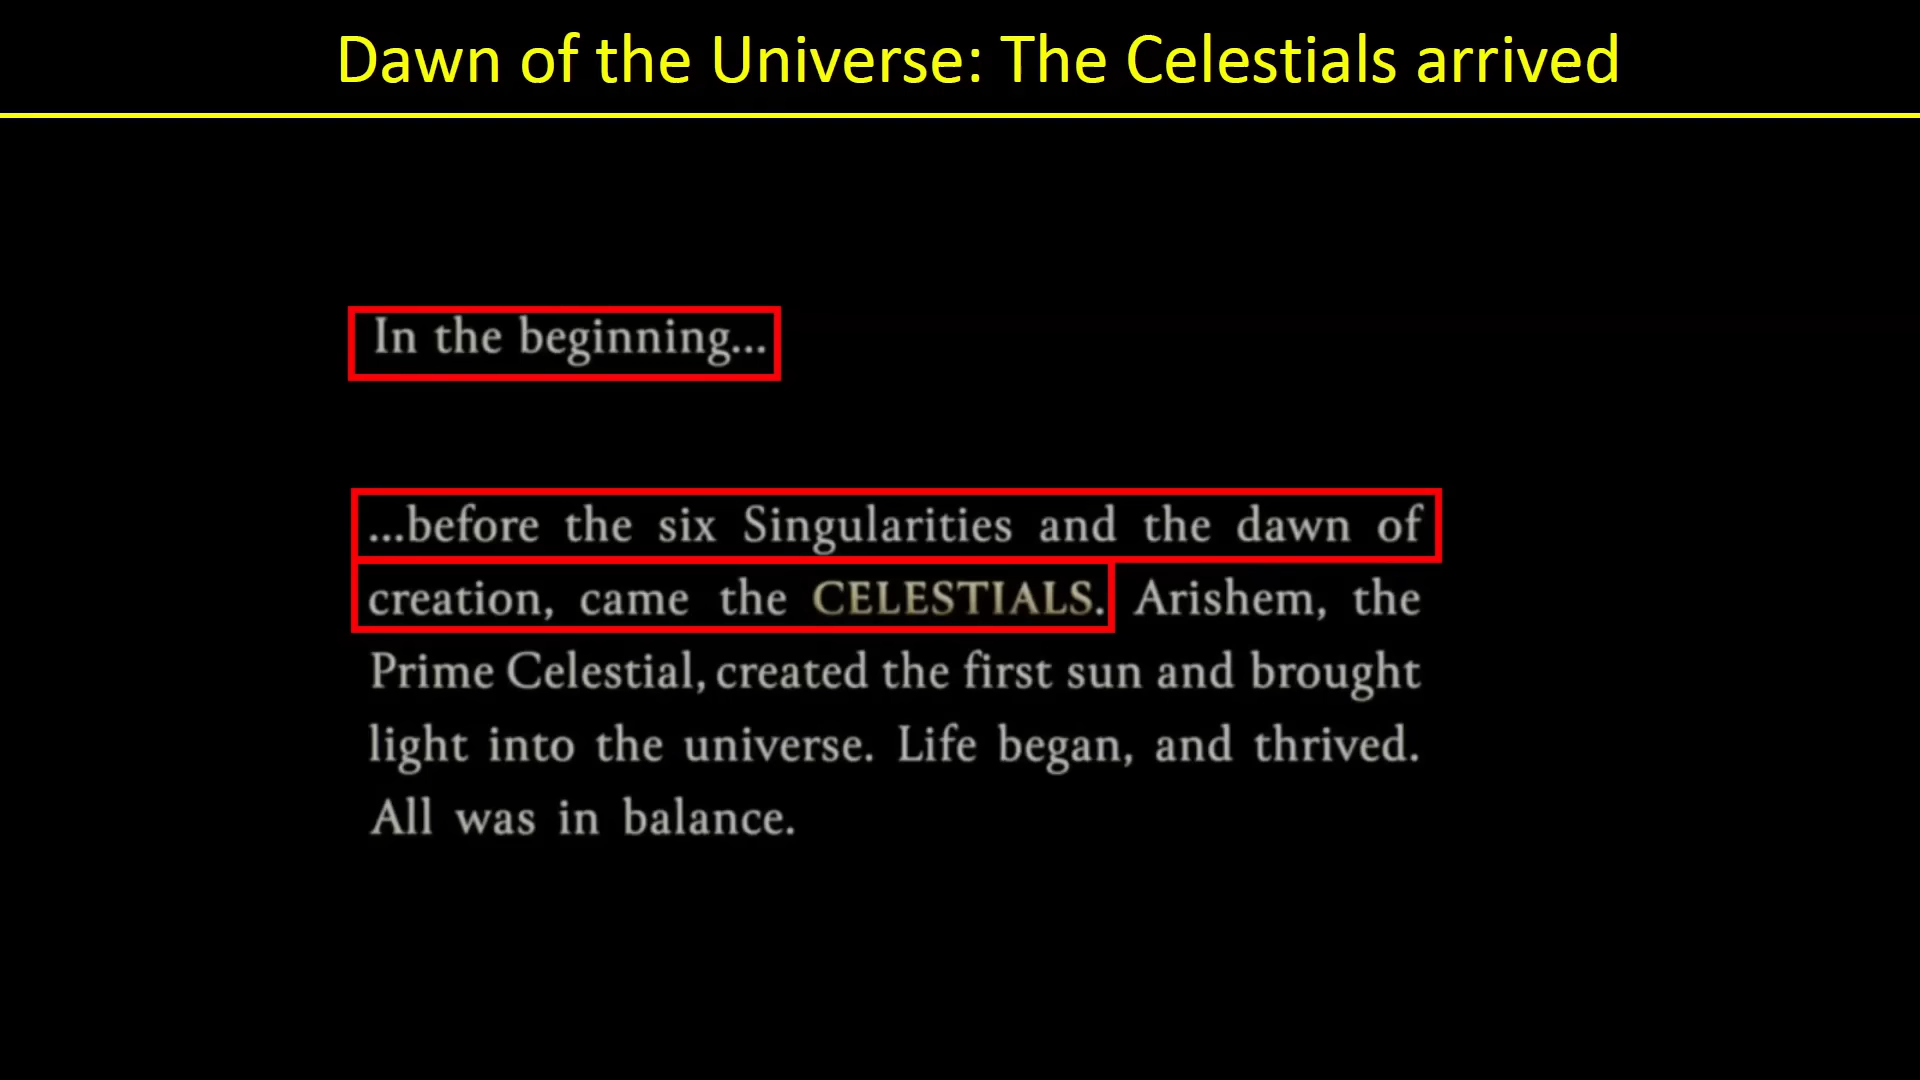 Dawn of the Universe: The Celestials arrived
In the beginning...
...before the six Singularities and the dawn of
creation, came the CELESTIALS. Arishem, the
Prime Celestial, created the first sun and brought
light into the universe. Life began, and thrived.
All was in balance.